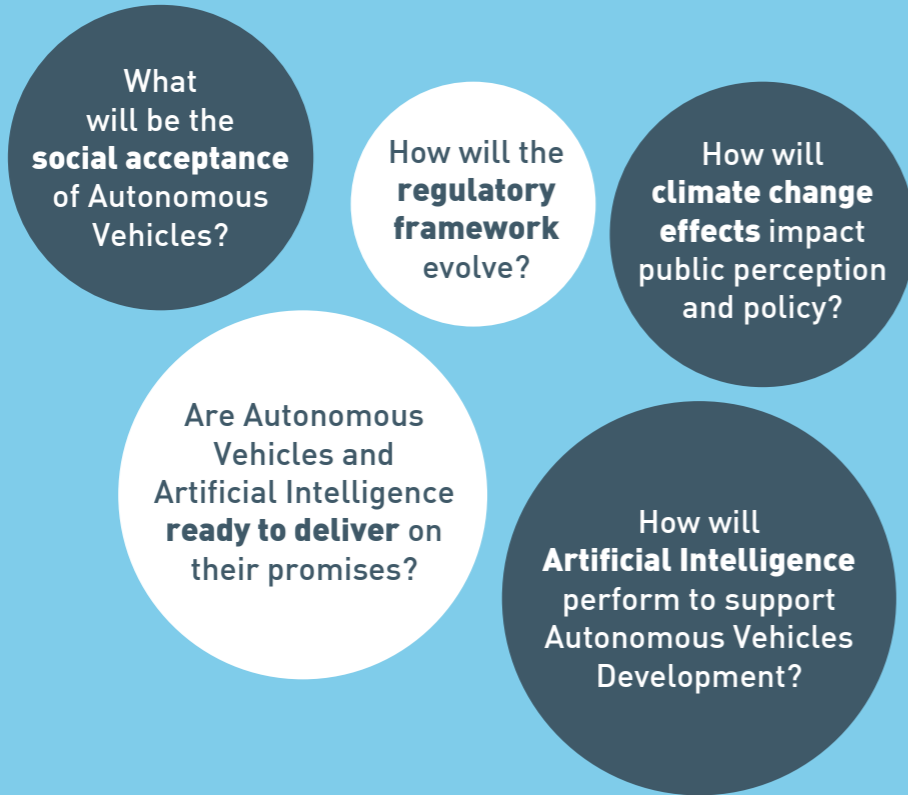 What
will be the
social acceptance
of Autonomous
Vehicles?
How will the
regulatory
framework
evolve?
How will
climate change
effects impact
public perception
and policy?
Are Autonomous
Vehicles and
Artificial Intelligence
ready to deliver on
their promises?
How will
Artificial Intelligence
perform to support
Autonomous Vehicles
Development?